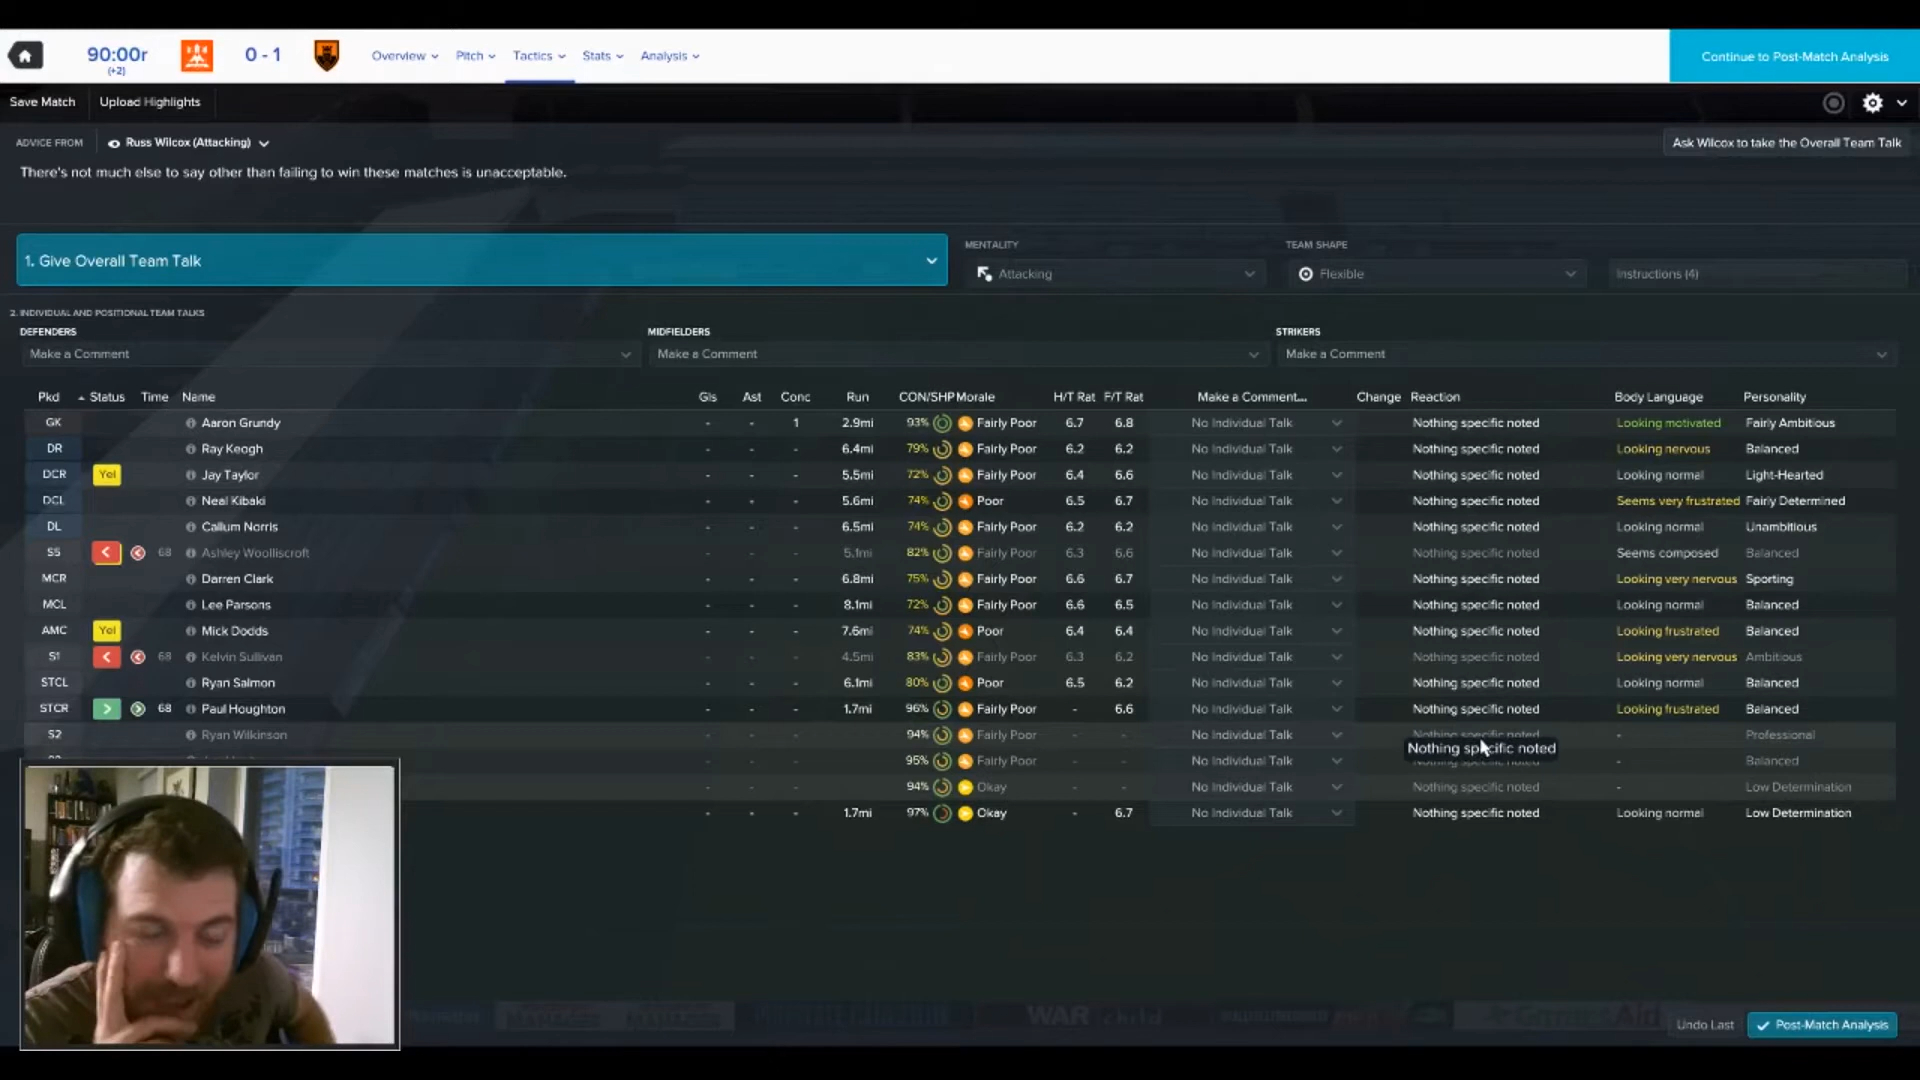 90:00r 0 - 1 Overview Pitch Tactics Stats Analysis Continue to Post-Match Analysis
(+2)
Save Match Upload Highlights
ADVICE FROM Russ Wilcox (Attacking) Ask Wilcox to take the Overall Team Talk
There's not much else to say other than failing to win these matches is unacceptable.
1. Give Overall Team Talk
MENTALITY TEAM SHAPE
Attacking Flexible Instructions (4)
2. INDIVIDUAL AND POSITIONAL TEAM TALKS
DEFENDERS MIDFIELDERS STRIKERS
Make a Comment Make a Comment Make a Comment
Pkd Status Time Name Gls Ast Conc Run CON/SHP Morale H/T Rat F/T Rat Make a Comment... Change Reaction Body Language Personality
GK Aaron Grundy - - 1 2.9mi 93% Fairly Poor 6.7 6.8 No Individual Talk Nothing specific noted Looking motivated Fairly Ambitious
DR Ray Keogh - - - 6.4mi 79% Fairly Poor 6.2 6.2 No Individual Talk Nothing specific noted Looking nervous Balanced
DCR Yel Jay Taylor - - - 5.5mi 72% Fairly Poor 6.4 6.6 No Individual Talk Nothing specific noted Looking normal Light-Hearted
DCL Neal Kibaki - - - 5.6mi 74% Poor 6.5 6.7 No Individual Talk Nothing specific noted Seems very frustrated Fairly Determined
DL Callum Norris - - - 6.5mi 74% Fairly Poor 6.2 6.2 No Individual Talk Nothing specific noted Looking normal Unambitious
S5 68 Ashley Woolliscroft - - - 5.1mi 82% Fairly Poor 6.3 6.6 No Individual Talk Nothing specific noted Seems composed Balanced
MCR Darren Clark - - - 6.8mi 75% Fairly Poor 6.6 6.7 No Individual Talk Nothing specific noted Looking very nervous Sporting
MCL Lee Parsons - - - 8.1mi 72% Fairly Poor 6.6 6.5 No Individual Talk Nothing specific noted Looking normal Balanced
AMC Yel Mick Dodds - - - 7.6mi 74% Poor 6.4 6.4 No Individual Talk Nothing specific noted Looking frustrated Balanced
S1 68 Kelvin Sullivan - - - 4.5mi 83% Fairly Poor 6.3 6.2 No Individual Talk Nothing specific noted Looking very nervous Ambitious
STCL Ryan Salmon - - - 6.1mi 80% Poor 6.5 6.2 No Individual Talk Nothing specific noted Looking normal Balanced
STCR 68 Paul Houghton - - - 1.7mi 96% Fairly Poor - 6.6 No Individual Talk Nothing specific noted Looking frustrated Balanced
S2 Ryan Wilkinson - - - 94% Fairly Poor - - No Individual Talk Nothing specific noted - Professional
Nothing specific noted
- - - 95% Fairly Poor - - No Individual Talk - Balanced
- - - 94% Okay - - No Individual Talk Nothing specific noted - Low Determination
- - - 1.7mi 97% Okay - 6.7 No Individual Talk Nothing specific noted Looking normal Low Determination
WAR
Undo Last Post-Match Analysis